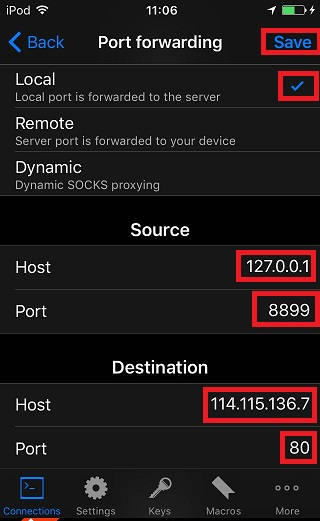 iPod 11:06
Back Port forwarding Save
Local
Local port is forwarded to the server
Remote
Server port is forwarded to your device
Dynamic
Dynamic SOCKS proxying
Source
Host 127.0.0.1
Port 8899
Destination
Host 114.115.136.7
Port 80
Connections Settings Keys Macros More